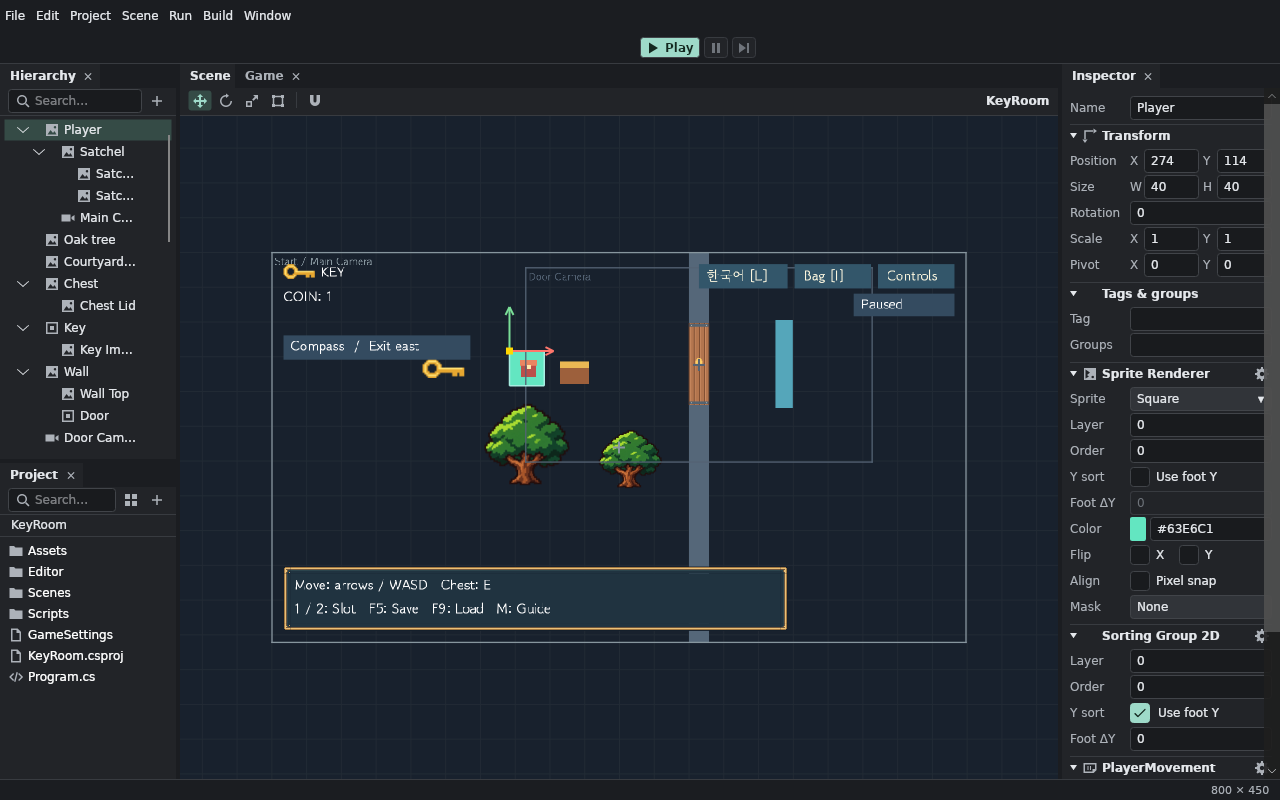 File Edit Project Scene Run Build Window
Play
Hierarchy
Search...
Player
Satchel
Satc...
Satc...
Main C...
Oak tree
Courtyard...
Chest
Chest Lid
Key
Key Im...
Wall
Wall Top
Door
Door Cam...
Project
Search...
KeyRoom
Assets
Editor
Scenes
Scripts
GameSettings
KeyRoom.csproj
Program.cs
Scene Game
KeyRoom
Start / Main Camera
KEY
COIN: 1
Door Camera
한국어 [L] Bag [I] Controls
Paused
Compass / Exit east
Move: arrows / WASD Chest: E
1 / 2: Slot F5: Save F9: Load M: Guide
Inspector
Name Player
Transform
Position X 274 Y 114
Size W 40 H 40
Rotation 0
Scale X 1 Y 1
Pivot X 0 Y 0
Tags & groups
Tag
Groups
Sprite Renderer
Sprite Square
Layer 0
Order 0
Y sort Use foot Y
Foot ΔY 0
Color #63E6C1
Flip X Y
Align Pixel snap
Mask None
Sorting Group 2D
Layer 0
Order 0
Y sort Use foot Y
Foot ΔY 0
PlayerMovement
800 × 450